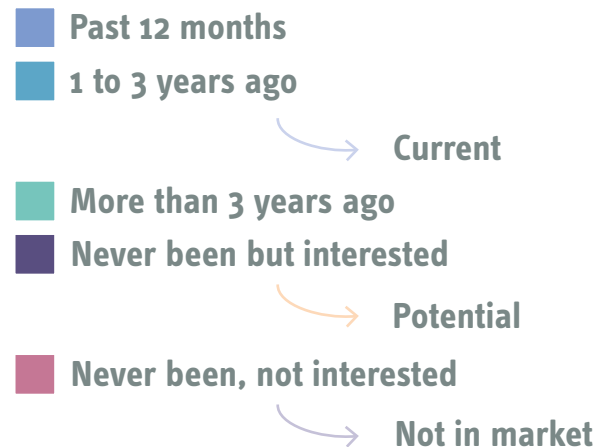 Past 12 months
1 to 3 years ago
Current
More than 3 years ago
Never been but interested
Potential
Never been, not interested
Not in market